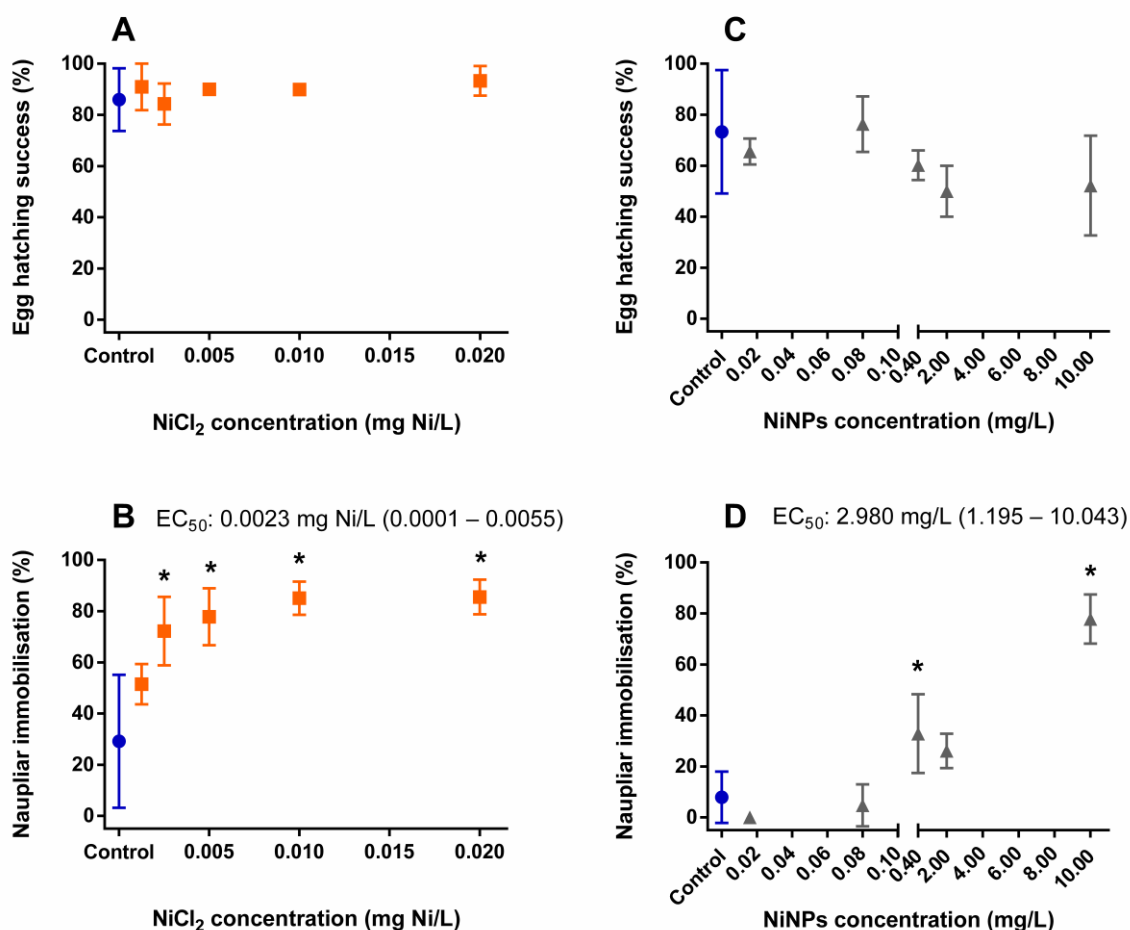 A
Egg hatching success (%)
100
80
60
40
20
0
Control 0.005 0.010 0.015 0.020
NiCl₂ concentration (mg Ni/L)
C
Egg hatching success (%)
100
80
60
40
20
0
Control 0.02 0.04 0.06 0.08 0.10 0.40 2.00 4.00 6.00 8.00 10.00
NiNPs concentration (mg/L)
B EC₅₀: 0.0023 mg Ni/L (0.0001 – 0.0055)
Naupliar immobilisation (%)
100
80
60
40
20
0
* * * *
Control 0.005 0.010 0.015 0.020
NiCl₂ concentration (mg Ni/L)
D EC₅₀: 2.980 mg/L (1.195 – 10.043)
Naupliar immobilisation (%)
100
80
60
40
20
0
* *
Control 0.02 0.04 0.06 0.08 0.10 0.40 2.00 4.00 6.00 8.00 10.00
NiNPs concentration (mg/L)